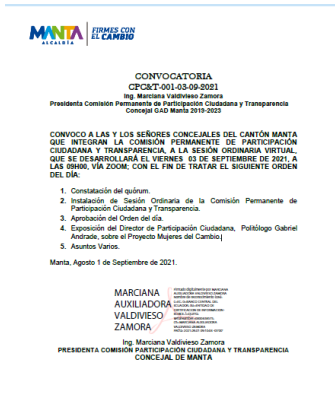 MANTA
ALCALDÍA
FIRMES CON
EL CAMBIO
CONVOCATORIA
CPC&T-001-03-09-2021
Ing. Marciana Valdivieso Zamora
Presidenta Comisión Permanente de Participación Ciudadana y Transparencia
Concejal GAD Manta 2019-2023
CONVOCO A LAS Y LOS SEÑORES CONCEJALES DEL CANTÓN MANTA
QUE INTEGRAN LA COMISIÓN PERMANENTE DE PARTICIPACIÓN
CIUDADANA Y TRANSPARENCIA, A LA SESIÓN ORDINARIA VIRTUAL,
QUE SE DESARROLLARÁ EL VIERNES 03 DE SEPTIEMBRE DE 2021, A
LAS 09H00, VÍA ZOOM; CON EL FIN DE TRATAR EL SIGUIENTE ORDEN
DEL DÍA:
1. Constatación del quórum.
2. Instalación de Sesión Ordinaria de la Comisión Permanente de
Participación Ciudadana y Transparencia.
3. Aprobación del Orden del día.
4. Exposición del Director de Participación Ciudadana, Politólogo Gabriel
Andrade, sobre el Proyecto Mujeres del Cambio.
5. Asuntos Varios.
Manta, Agosto 1 de Septiembre de 2021.
MARCIANA
AUXILIADORA
VALDIVIESO
ZAMORA
Ing. Marciana Valdivieso Zamora
PRESIDENTA COMISIÓN PARTICIPACIÓN CIUDADANA Y TRANSPARENCIA
CONCEJAL DE MANTA